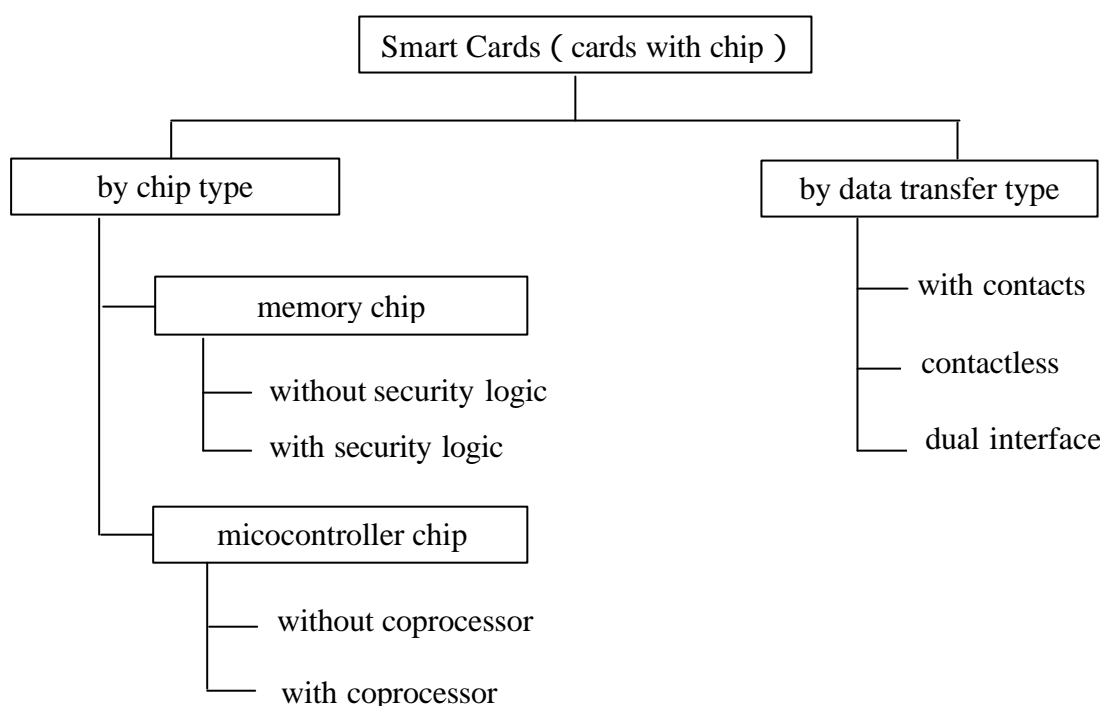 Smart Cards ( cards with chip )
by chip type
by data transfer type
memory chip
without security logic
with security logic
micocontroller chip
without coprocessor
with coprocessor
with contacts
contactless
dual interface